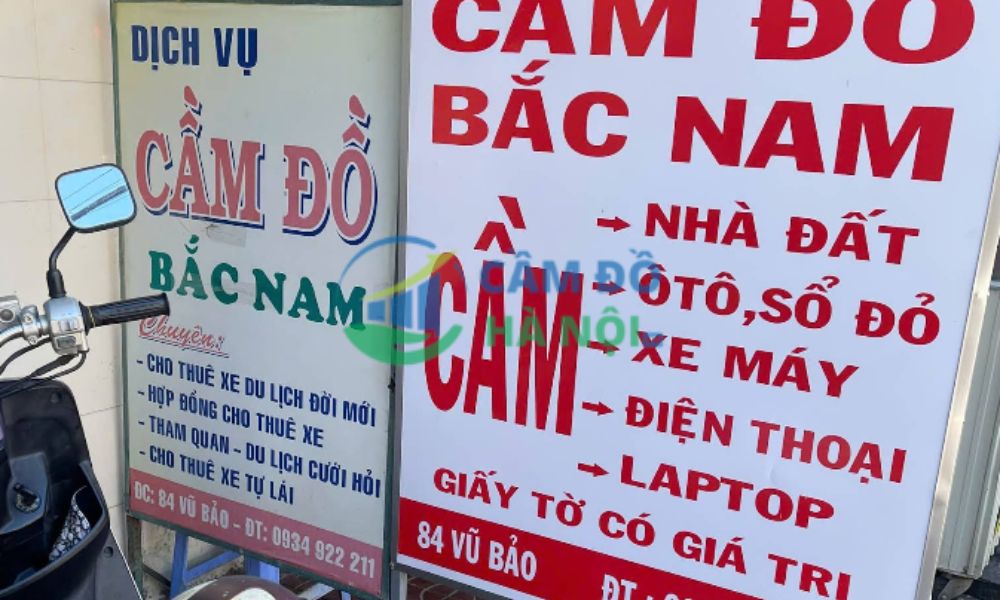 DỊCH VỤ
CẦM ĐỒ
BẮC NAM
Chuyên:
- CHO THUÊ XE DU LỊCH ĐỜI MỚI
- HỢP ĐỒNG CHO THUÊ XE
- THAM QUAN - DU LỊCH CƯỚI HỎI
- CHO THUÊ XE TỰ LÁI
ĐC: 84 VŨ BẢO - ĐT: 0934 922 211
CẦM ĐỒ
BẮC NAM
CẦM
→ NHÀ ĐẤT
→ ÔTÔ,SỔ ĐỎ
→ XE MÁY
→ ĐIỆN THOẠI
→ LAPTOP
GIẤY TỜ CÓ GIÁ TRỊ
84 VŨ BẢO ĐT :
CẦM ĐỒ
HÀ NỘI